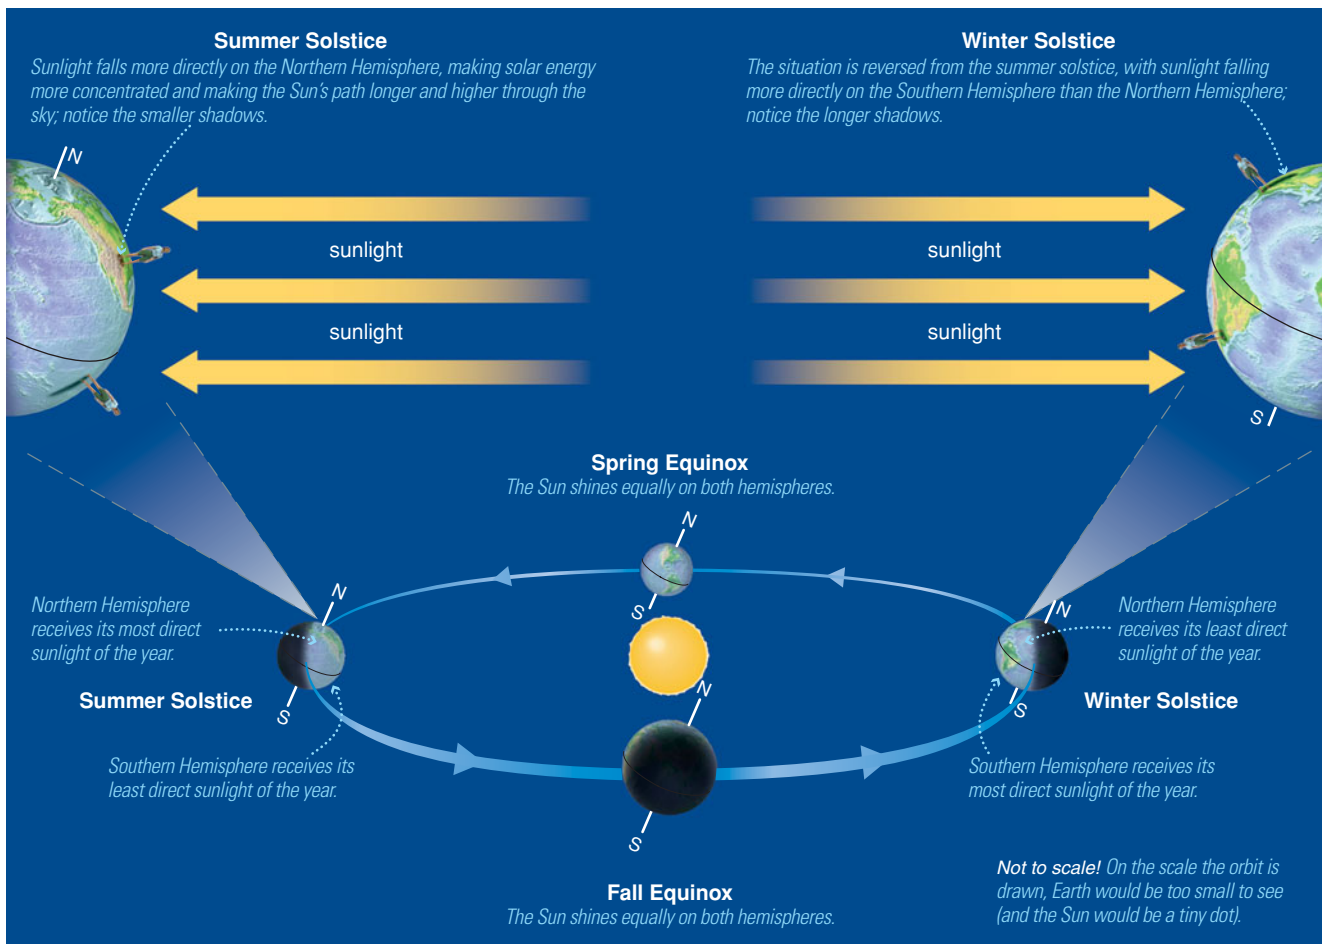 Summer Solstice
Sunlight falls more directly on the Northern Hemisphere, making solar energy
more concentrated and making the Sun's path longer and higher through the
sky; notice the smaller shadows.
Winter Solstice
The situation is reversed from the summer solstice, with sunlight falling
more directly on the Southern Hemisphere than the Northern Hemisphere;
notice the longer shadows.
N
sunlight
sunlight
sunlight
sunlight
S
Spring Equinox
The Sun shines equally on both hemispheres.
N
S
N
Northern Hemisphere
receives its most direct
sunlight of the year.
Summer Solstice
S
Southern Hemisphere receives its
least direct sunlight of the year.
N
S
Fall Equinox
The Sun shines equally on both hemispheres.
N
Northern Hemisphere
receives its least direct
sunlight of the year.
Winter Solstice
S
Southern Hemisphere receives its
most direct sunlight of the year.
Not to scale! On the scale the orbit is
drawn, Earth would be too small to see
(and the Sun would be a tiny dot).